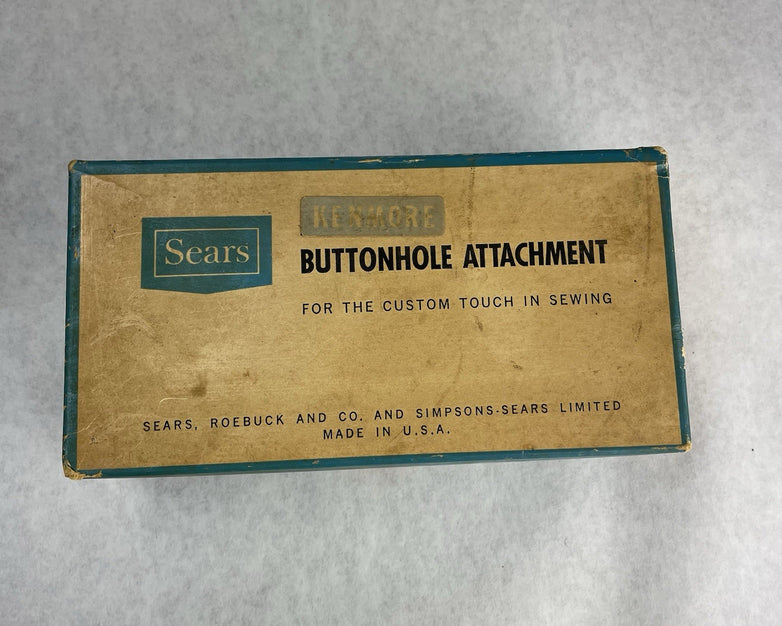 Sears
KENMORE
BUTTONHOLE ATTACHMENT
FOR THE CUSTOM TOUCH IN SEWING
SEARS, ROEBUCK AND CO. AND SIMPSONS-SEARS LIMITED
MADE IN U.S.A.